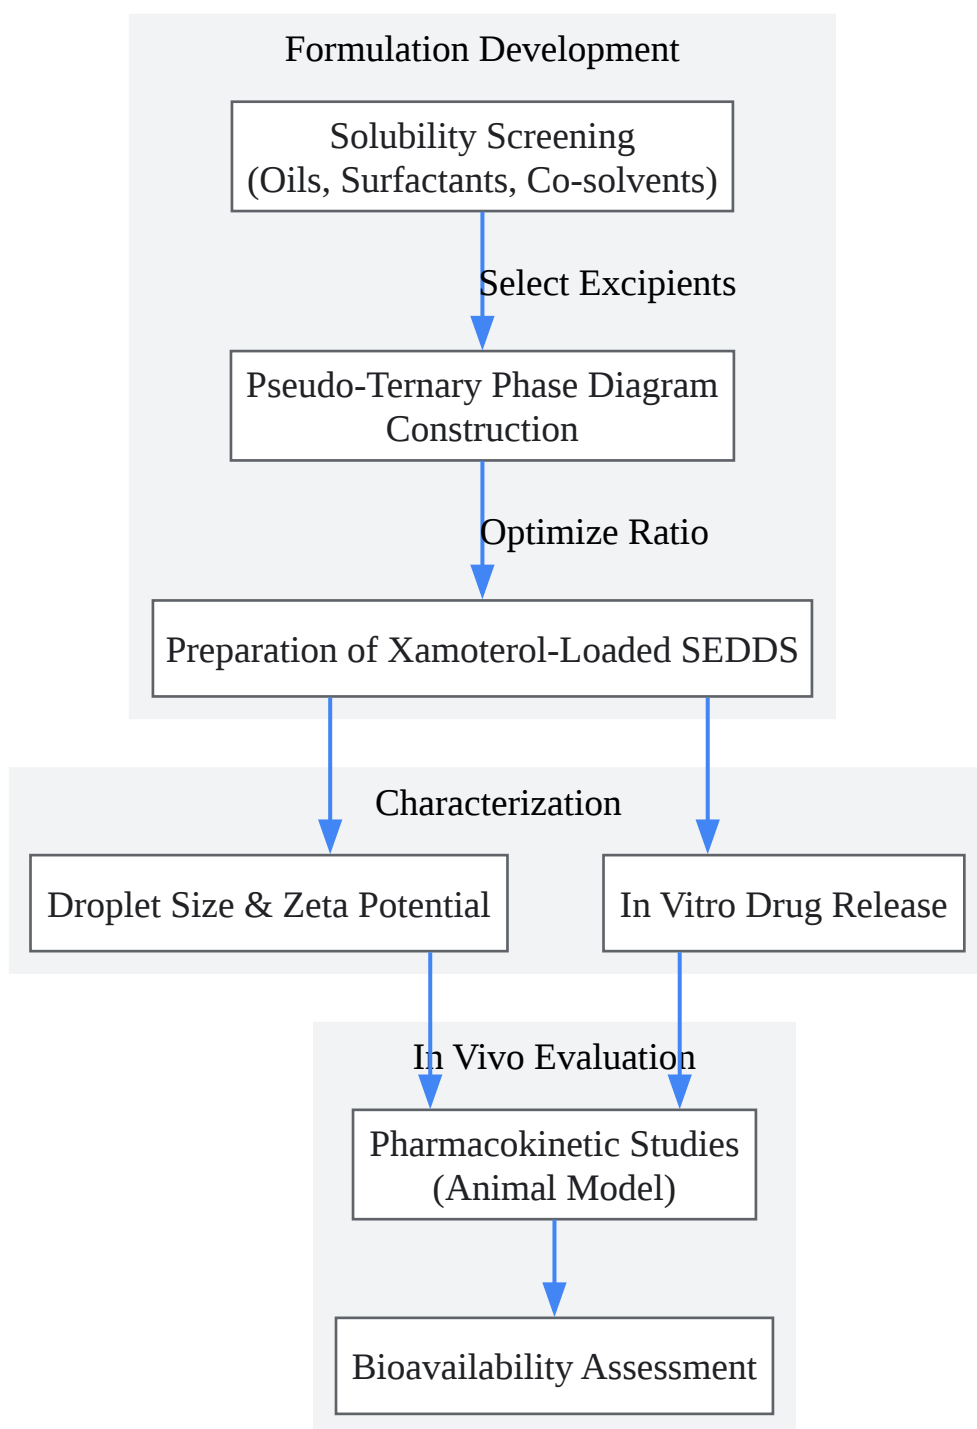 Formulation Development
Solubility Screening
(Oils, Surfactants, Co-solvents)
Select Excipients
Pseudo-Ternary Phase Diagram
Construction
Optimize Ratio
Preparation of Xamoterol-Loaded SEDDS
Characterization
Droplet Size & Zeta Potential
In Vitro Drug Release
In Vivo Evaluation
Pharmacokinetic Studies
(Animal Model)
Bioavailability Assessment